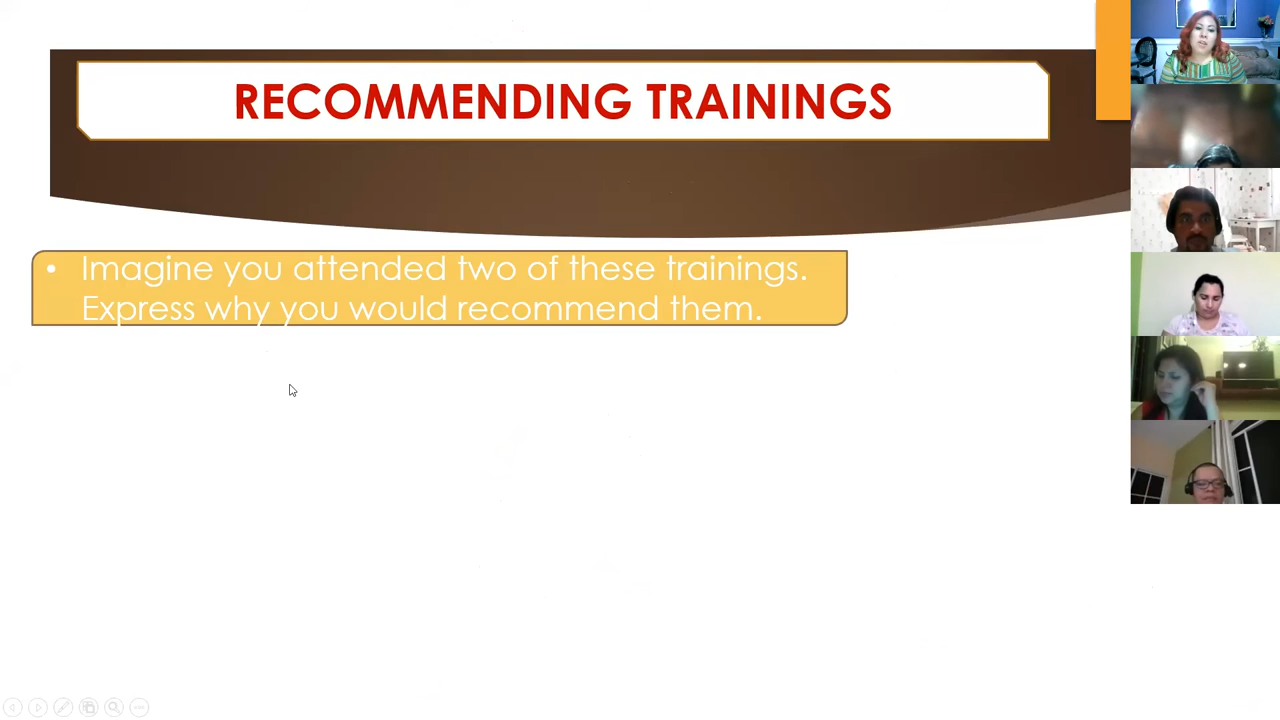 RECOMMENDING TRAININGS
• Imagine you attended two of these trainings.
Express why you would recommend them.